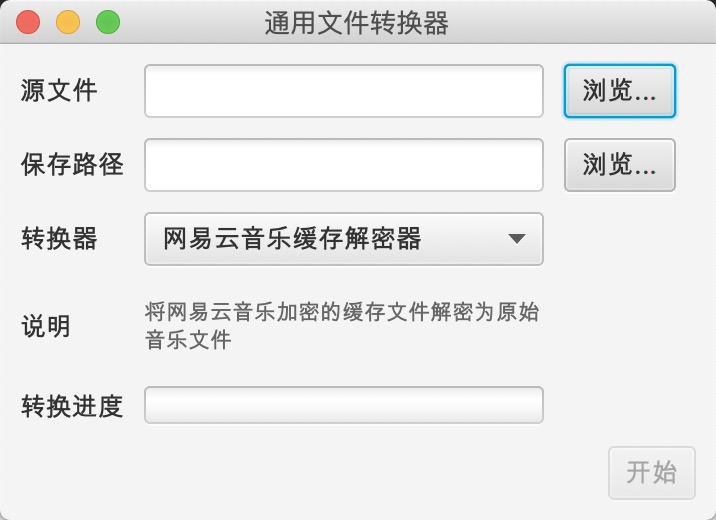 通用文件转换器
源文件
浏览...
保存路径
浏览...
转换器
网易云音乐缓存解密器
说明
将网易云音乐加密的缓存文件解密为原始
音乐文件
转换进度
开始